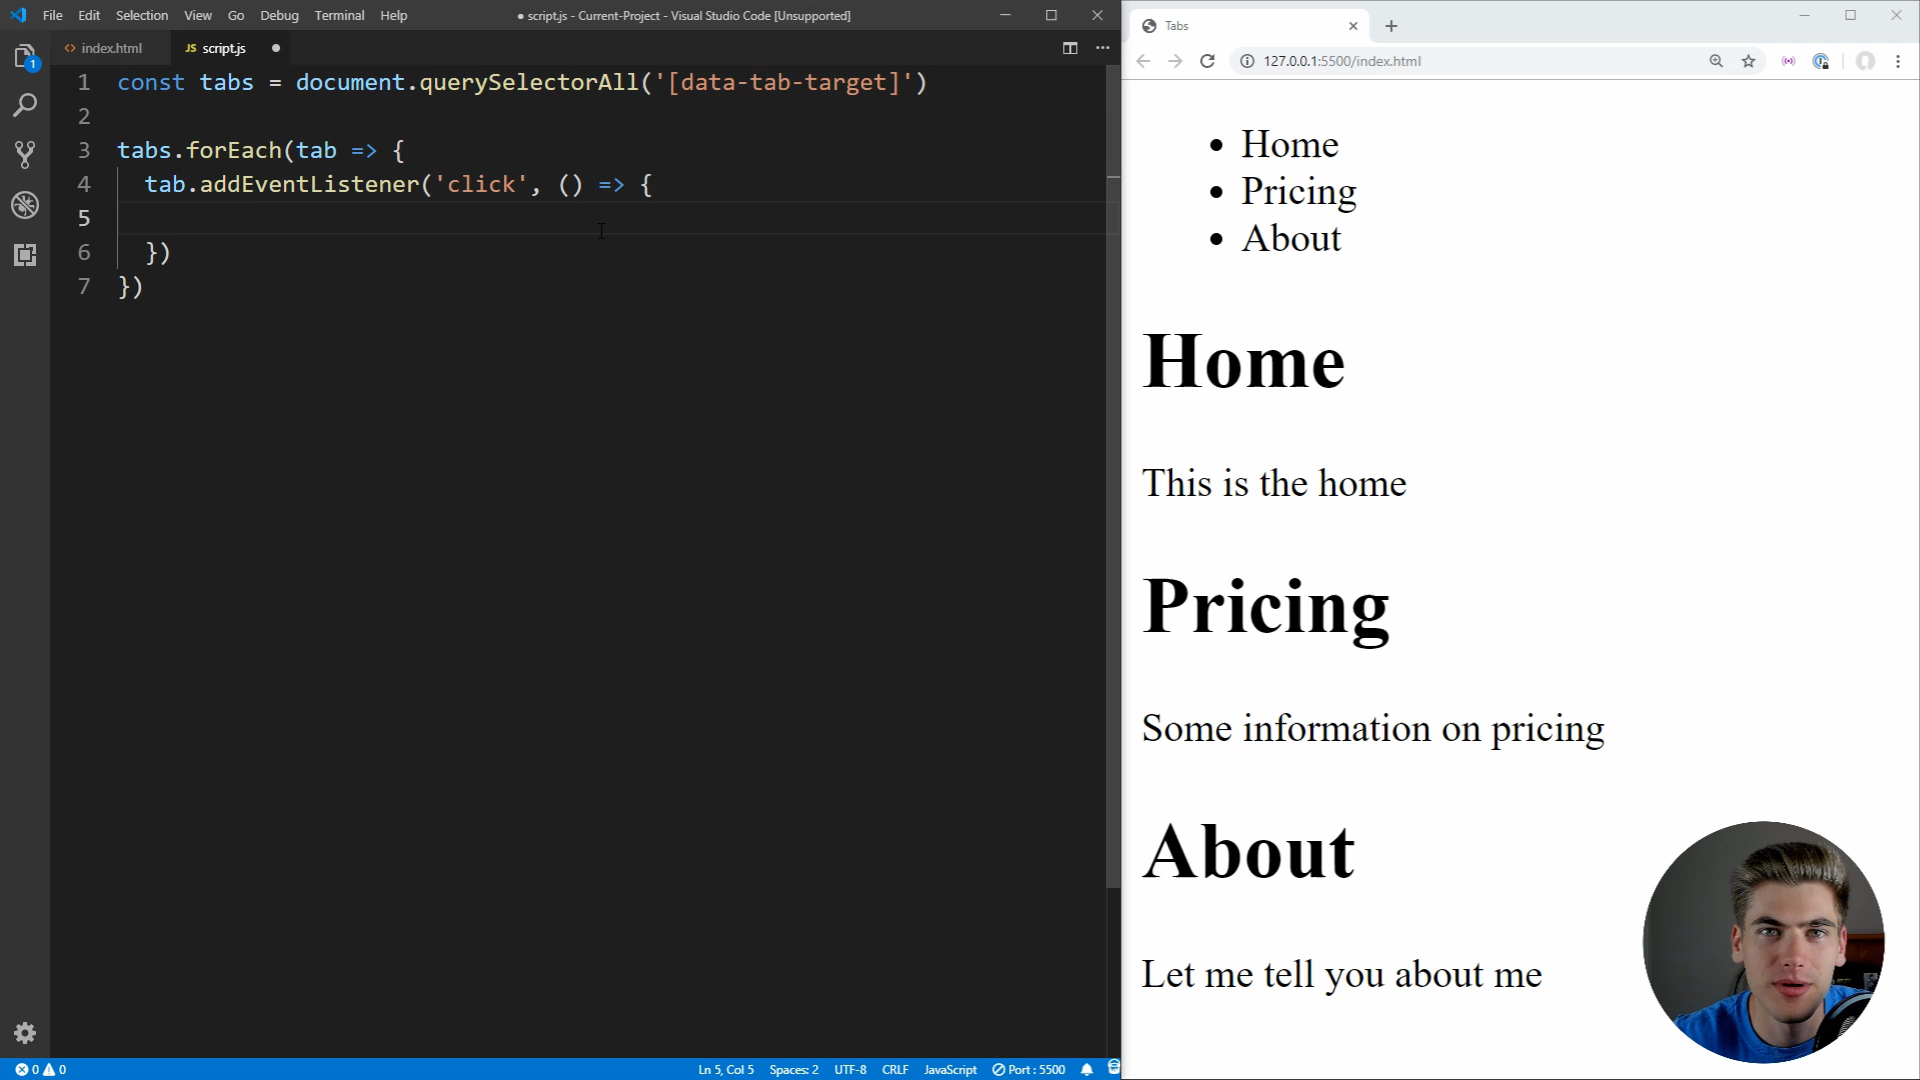 File Edit Selection View Go Debug Terminal Help
● script.js - Current-Project - Visual Studio Code [Unsupported]
<> index.html
JS script.js ●
1 const tabs = document.querySelectorAll('[data-tab-target]')
2
3 tabs.forEach(tab => {
4 tab.addEventListener('click', () => {
5
6 })
7 })
1
0 0
Ln 5, Col 5 Spaces: 2 UTF-8 CRLF JavaScript Port : 5500
Tabs
127.0.0.1:5500/index.html
• Home
• Pricing
• About
Home
This is the home
Pricing
Some information on pricing
About
Let me tell you about me